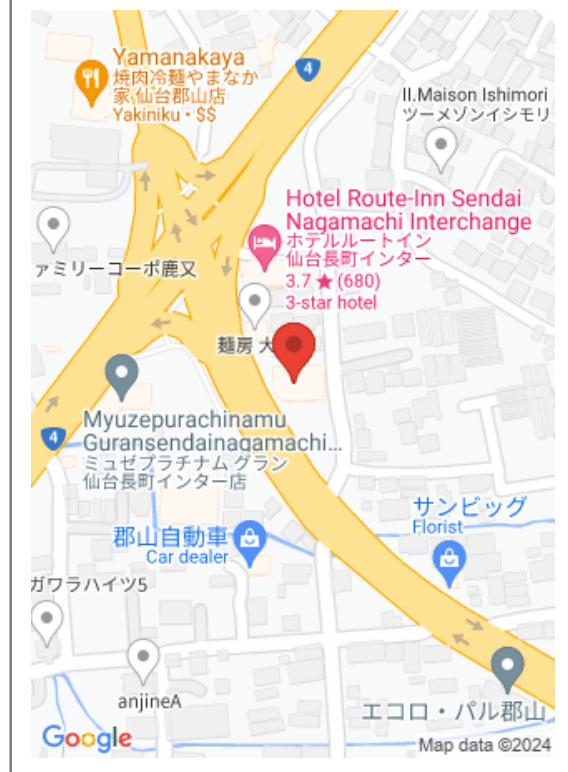 Yamanakaya
焼肉冷麺やまなか
家 仙台郡山店
Yakiniku・$$
4
II.Maison Ishimori
ツーメゾンイシモリ
Hotel Route-Inn Sendai
Nagamachi Interchange
ホテルルートイン
仙台長町インター
3.7 ★ (680)
3-star hotel
ァミリーコーポ鹿又
麺房 大
Myuzepurachinamu
Guransendainagamachi...
ミュゼプラチナム グラン
仙台長町インター店
4
サンビッグ
Florist
郡山自動車
Car dealer
ガワラハイツ5
anjineA
エコロ・パル郡山
Google
Map data ©2024